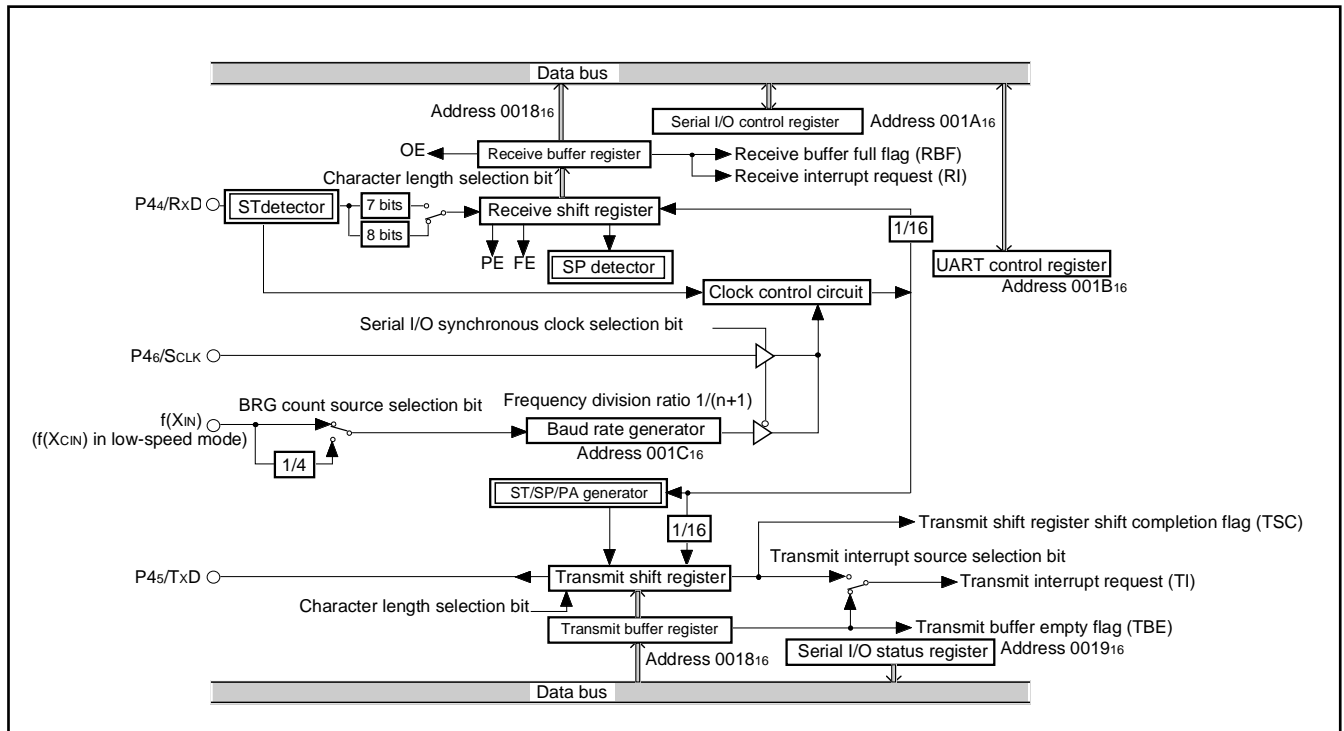 Data bus
Address 0018₁₆
Serial I/O control register
Address 001A₁₆
OE
Receive buffer register
Receive buffer full flag (RBF)
Receive interrupt request (RI)
Character length selection bit
P4₄/RxD
STdetector
7 bits
8 bits
Receive shift register
1/16
PE
FE
SP detector
UART control register
Address 001B₁₆
Clock control circuit
Serial I/O synchronous clock selection bit
P4₆/SCLK
BRG count source selection bit
Frequency division ratio 1/(n+1)
f(XIN)
(f(XCIN) in low-speed mode)
Baud rate generator
Address 001C₁₆
1/4
ST/SP/PA generator
1/16
Transmit shift register shift completion flag (TSC)
Transmit interrupt source selection bit
P4₅/TxD
Transmit shift register
Transmit interrupt request (TI)
Character length selection bit
Transmit buffer register
Transmit buffer empty flag (TBE)
Address 0018₁₆
Serial I/O status register
Address 0019₁₆
Data bus